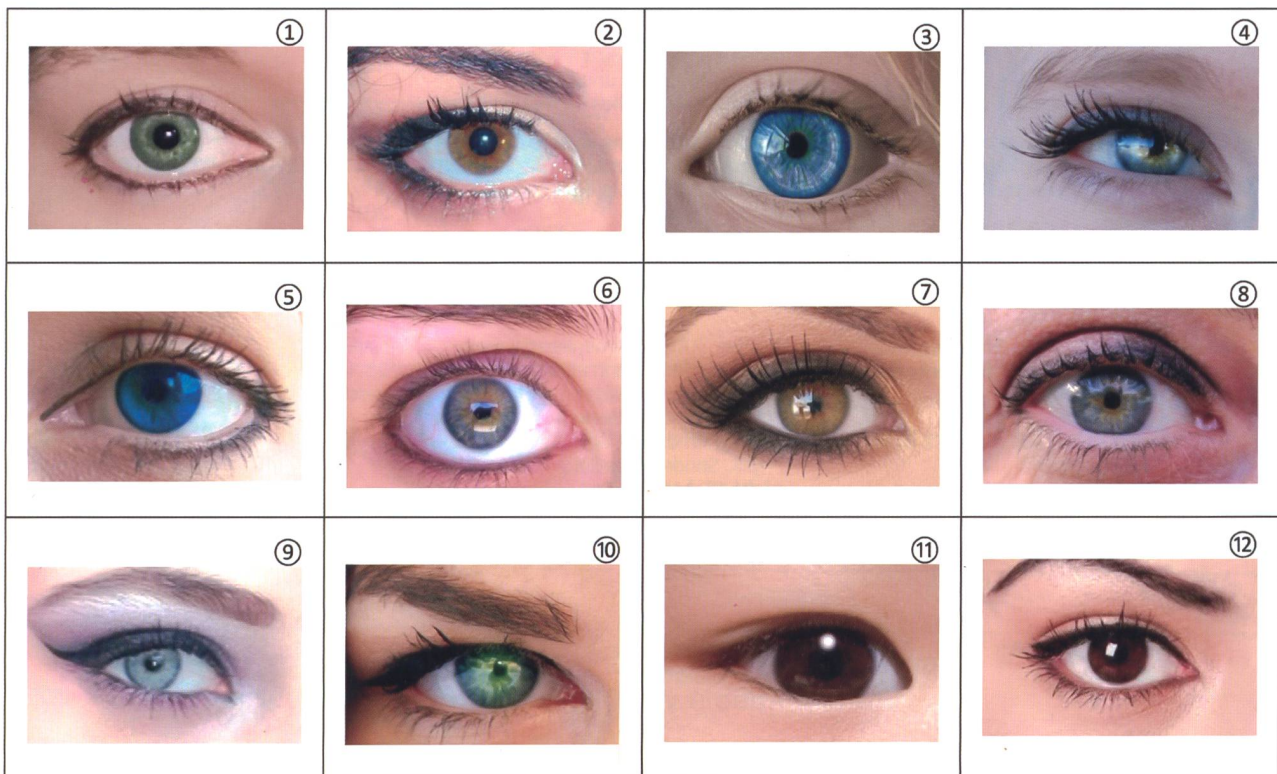 ① ② ③ ④
⑤ ⑥ ⑦ ⑧
⑨ ⑩ ⑪ ⑫